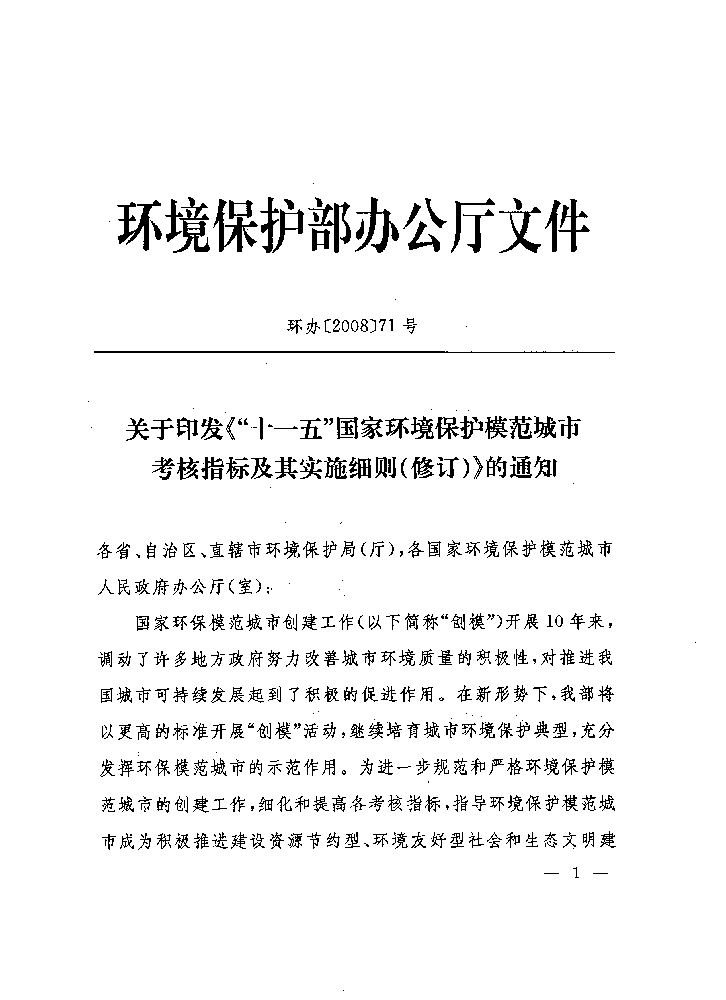 环境保护部办公厅文件
环办〔2008〕71 号
关于印发《“十一五”国家环境保护模范城市
考核指标及其实施细则(修订)》的通知
各省、自治区、直辖市环境保护局(厅),各国家环境保护模范城市
人民政府办公厅(室):
国家环保模范城市创建工作(以下简称“创模”)开展 10 年来,
调动了许多地方政府努力改善城市环境质量的积极性,对推进我
国城市可持续发展起到了积极的促进作用。在新形势下,我部将
以更高的标准开展“创模”活动,继续培育城市环境保护典型,充分
发挥环保模范城市的示范作用。为进一步规范和严格环境保护模
范城市的创建工作,细化和提高各考核指标,指导环境保护模范城
市成为积极推进建设资源节约型、环境友好型社会和生态文明建
— 1 —